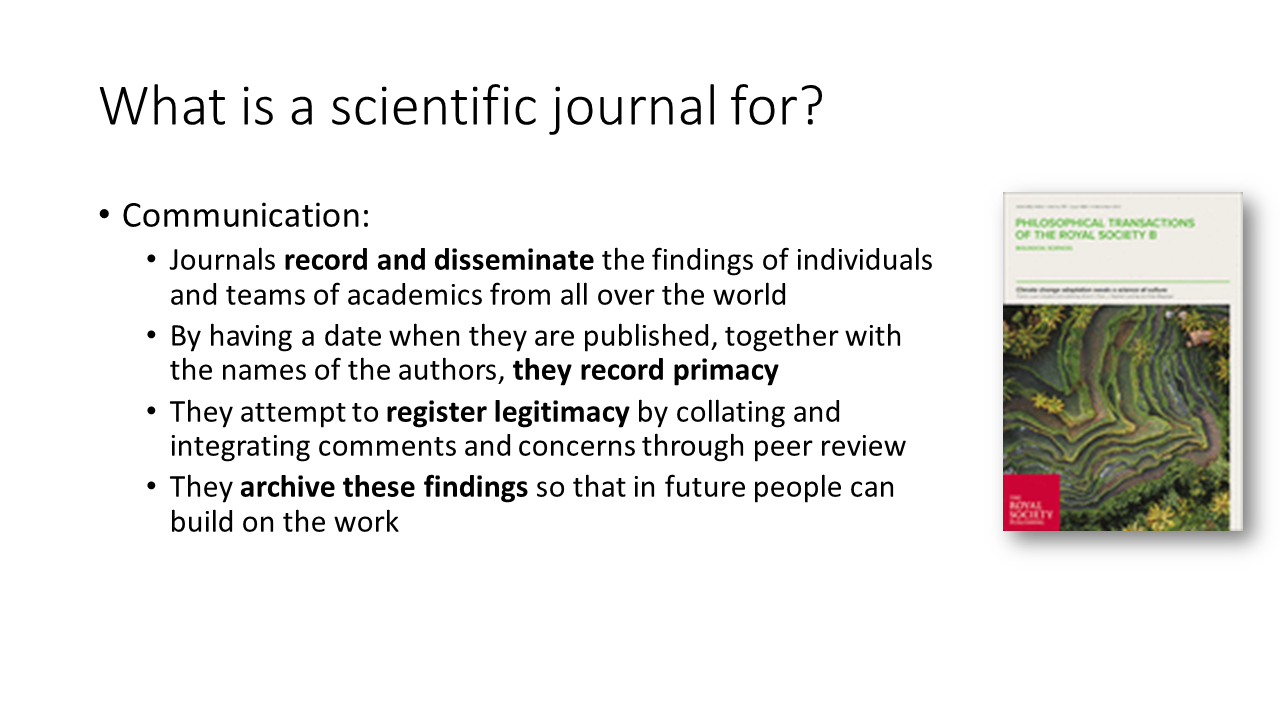 What is a scientific journal for?
• Communication:
• Journals record and disseminate the findings of individuals
and teams of academics from all over the world
• By having a date when they are published, together with
the names of the authors, they record primacy
• They attempt to register legitimacy by collating and
integrating comments and concerns through peer review
• They archive these findings so that in future people can
build on the work
PHILOSOPHICAL TRANSACTIONS
OF THE ROYAL SOCIETY B
BIOLOGICAL SCIENCES
Climate change adaptation needs a science of culture
THE
ROYAL
SOCIETY